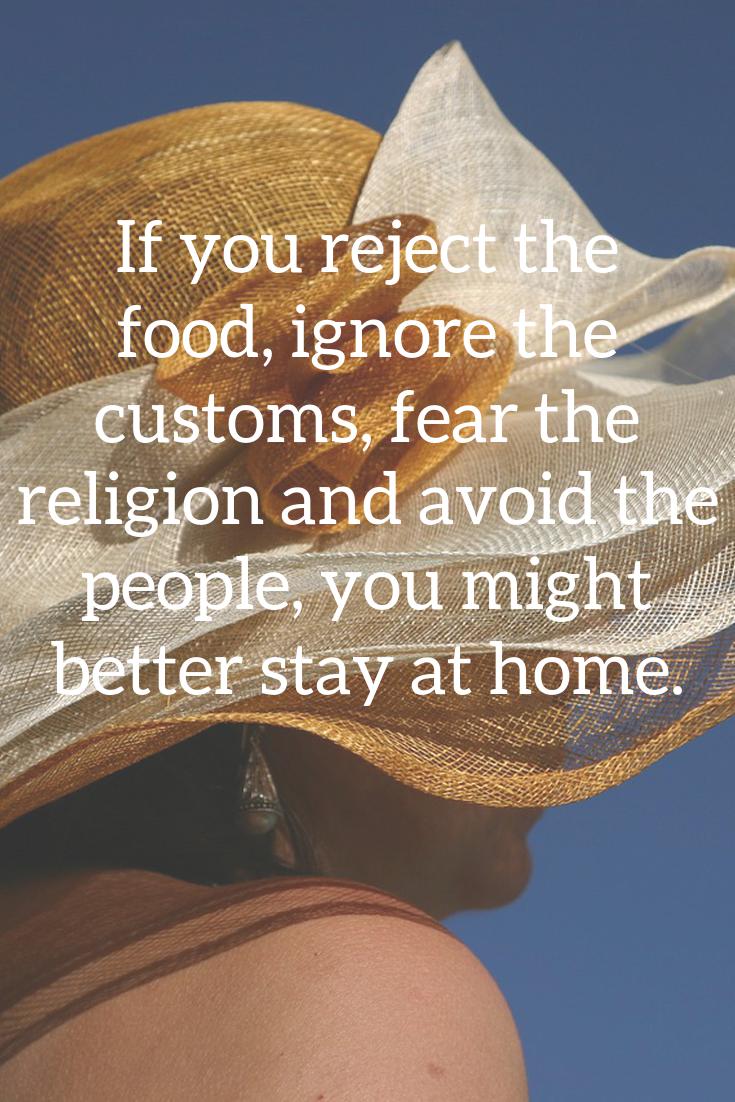 If you reject the
food, ignore the
customs, fear the
religion and avoid the
people, you might
better stay at home.